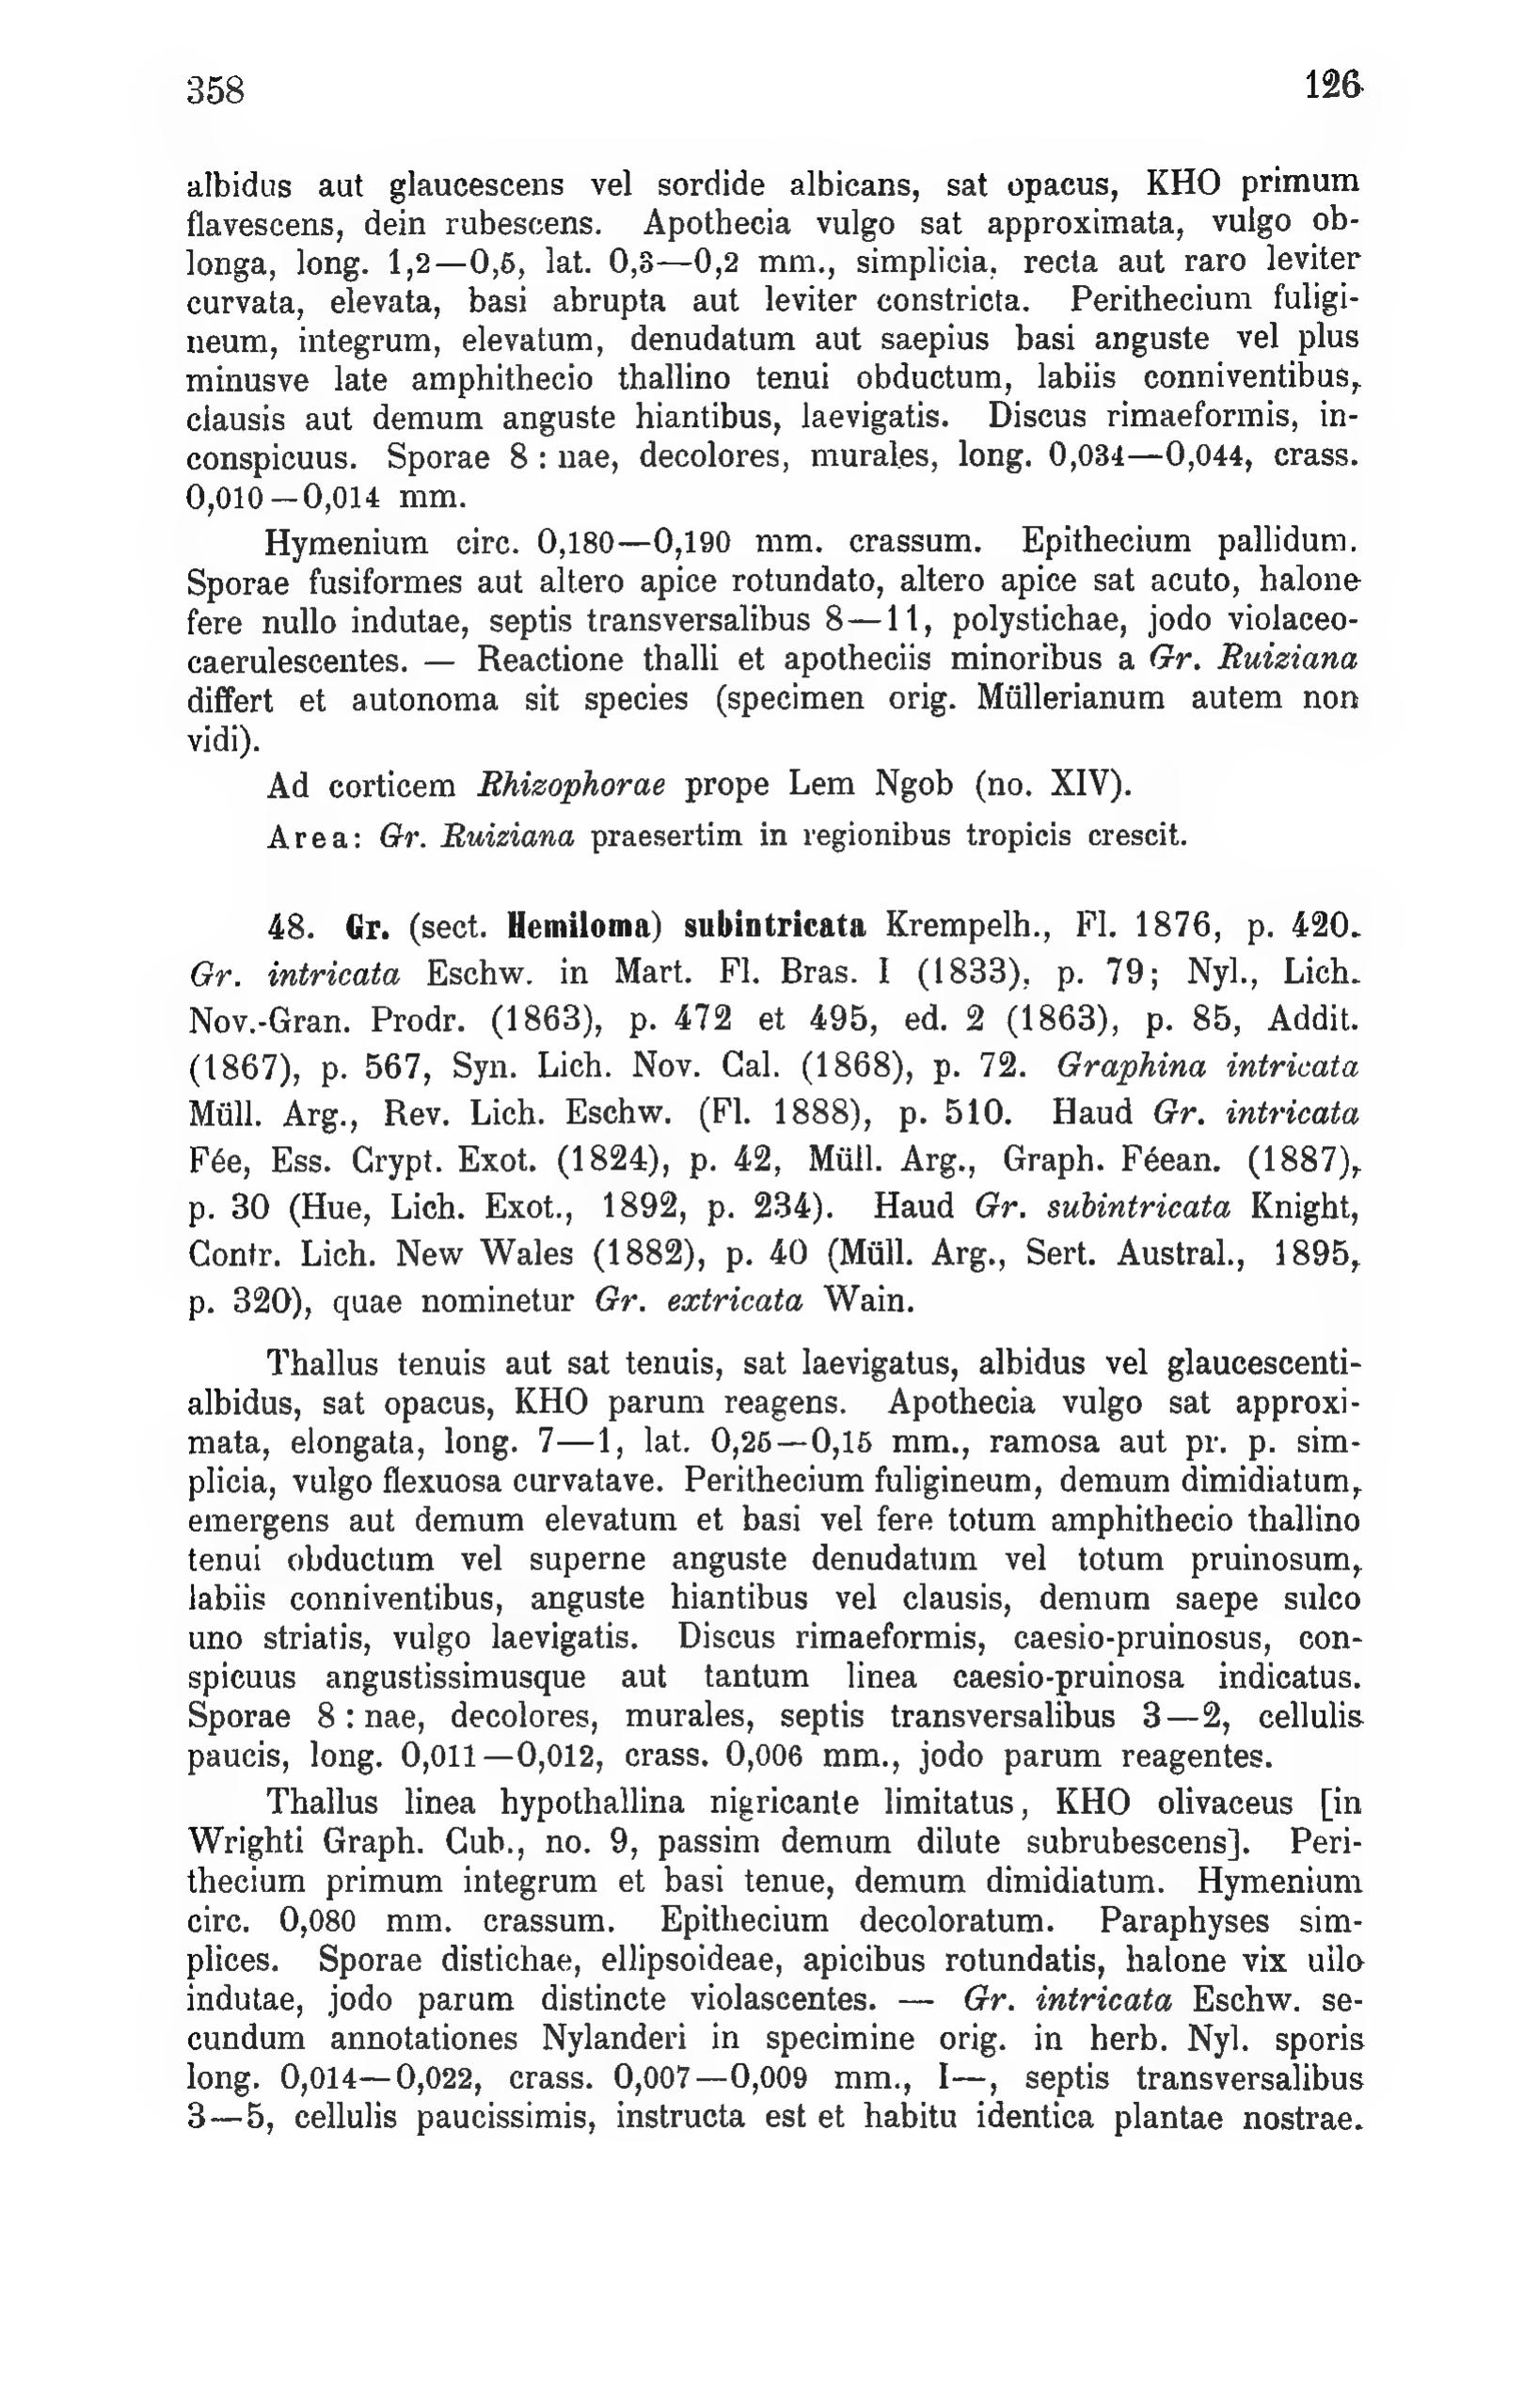 358 126
albidus aut glaucescens vel sordide albicans, sat opacus, KHO primum
flavescens, dein rubescens. Apothecia vulgo sat approximata, vulgo ob-
longa, long. 1,2—0,5, lat. 0,3—0,2 mm., simplicia, recta aut raro leviter
curvata, elevata, basi abrupta aut leviter constricta. Perithecium fuligi-
neum, integrum, elevatum, denudatum aut saepius basi anguste vel plus
minusve late amphithecio thallino tenui obductum, labiis conniventibus,
clausis aut demum anguste hiantibus, laevigatis. Discus rimaeformis, in-
conspicuus. Sporae 8 : nae, decolores, murales, long. 0,034—0,044, crass.
0,010—0,014 mm.
Hymenium circ. 0,180—0,190 mm. crassum. Epithecium pallidum.
Sporae fusiformes aut altero apice rotundato, altero apice sat acuto, halone
fere nullo indutae, septis transversalibus 8—11, polystichae, jodo violaceo-
caerulescentes. — Reactione thalli et apotheciis minoribus a Gr. Ruiziana
differt et autonoma sit species (specimen orig. Müllerianum autem non
vidi).
Ad corticem Rhizophorae prope Lem Ngob (no. XIV).
Area: Gr. Ruiziana praesertim in regionibus tropicis crescit.
48. Gr. (sect. Hemiloma) subintricata Krempelh., Fl. 1876, p. 420.
Gr. intricata Eschw. in Mart. Fl. Bras. I (1833), p. 79; Nyl., Lich.
Nov.-Gran. Prodr. (1863), p. 472 et 495, ed. 2 (1863), p. 85, Addit.
(1867), p. 567, Syn. Lich. Nov. Cal. (1868), p. 72. Graphina intricata
Müll. Arg., Rev. Lich. Eschw. (Fl. 1888), p. 510. Haud Gr. intricata
Fée, Ess. Crypt. Exot. (1824), p. 42, Müll. Arg., Graph. Féean. (1887),
p. 30 (Hue, Lich. Exot., 1892, p. 234). Haud Gr. subintricata Knight,
Contr. Lich. New Wales (1882), p. 40 (Müll. Arg., Sert. Austral., 1895,
p. 320), quae nominetur Gr. extricata Wain.
Thallus tenuis aut sat tenuis, sat laevigatus, albidus vel glaucescenti-
albidus, sat opacus, KHO parum reagens. Apothecia vulgo sat approxi-
mata, elongata, long. 7—1, lat. 0,25—0,15 mm., ramosa aut pr. p. sim-
plicia, vulgo flexuosa curvatave. Perithecium fuligineum, demum dimidiatum,
emergens aut demum elevatum et basi vel fere totum amphithecio thallino
tenui obductum vel superne anguste denudatum vel totum pruinosum,
labiis conniventibus, anguste hiantibus vel clausis, demum saepe sulco
uno striatis, vulgo laevigatis. Discus rimaeformis, caesio-pruinosus, con-
spicuus angustissimusque aut tantum linea caesio-pruinosa indicatus.
Sporae 8 : nae, decolores, murales, septis transversalibus 3—2, cellulis
paucis, long. 0,011—0,012, crass. 0,006 mm., jodo parum reagentes.
Thallus linea hypothallina nigricante limitatus, KHO olivaceus [in
Wrighti Graph. Cub., no. 9, passim demum dilute subrubescens]. Peri-
thecium primum integrum et basi tenue, demum dimidiatum. Hymenium
circ. 0,080 mm. crassum. Epithecium decoloratum. Paraphyses sim-
plices. Sporae distichae, ellipsoideae, apicibus rotundatis, halone vix ullo
indutae, jodo parum distincte violascentes. — Gr. intricata Eschw. se-
cundum annotationes Nylanderi in specimine orig. in herb. Nyl. sporis
long. 0,014—0,022, crass. 0,007—0,009 mm., I—, septis transversalibus
3—5, cellulis paucissimis, instructa est et habitu identica plantae nostrae.